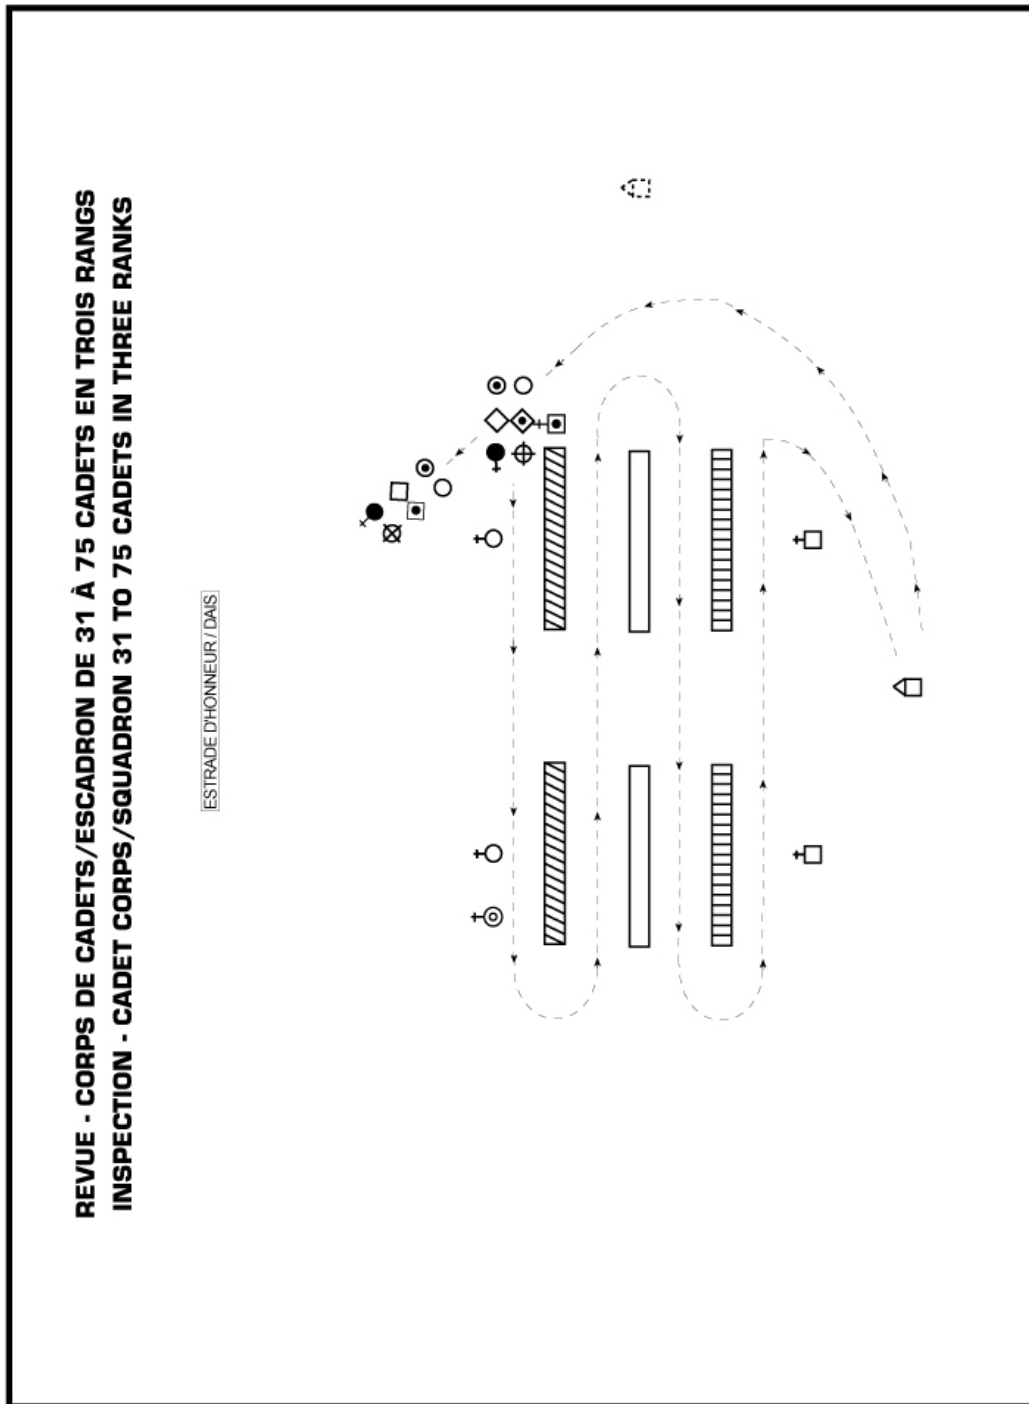 REVUE - CORPS DE CADETS/ESCADRON DE 31 À 75 CADETS EN TROIS RANGS
INSPECTION - CADET CORPS/SQUADRON 31 TO 75 CADETS IN THREE RANKS
ESTRADE D'HONNEUR / DAIS